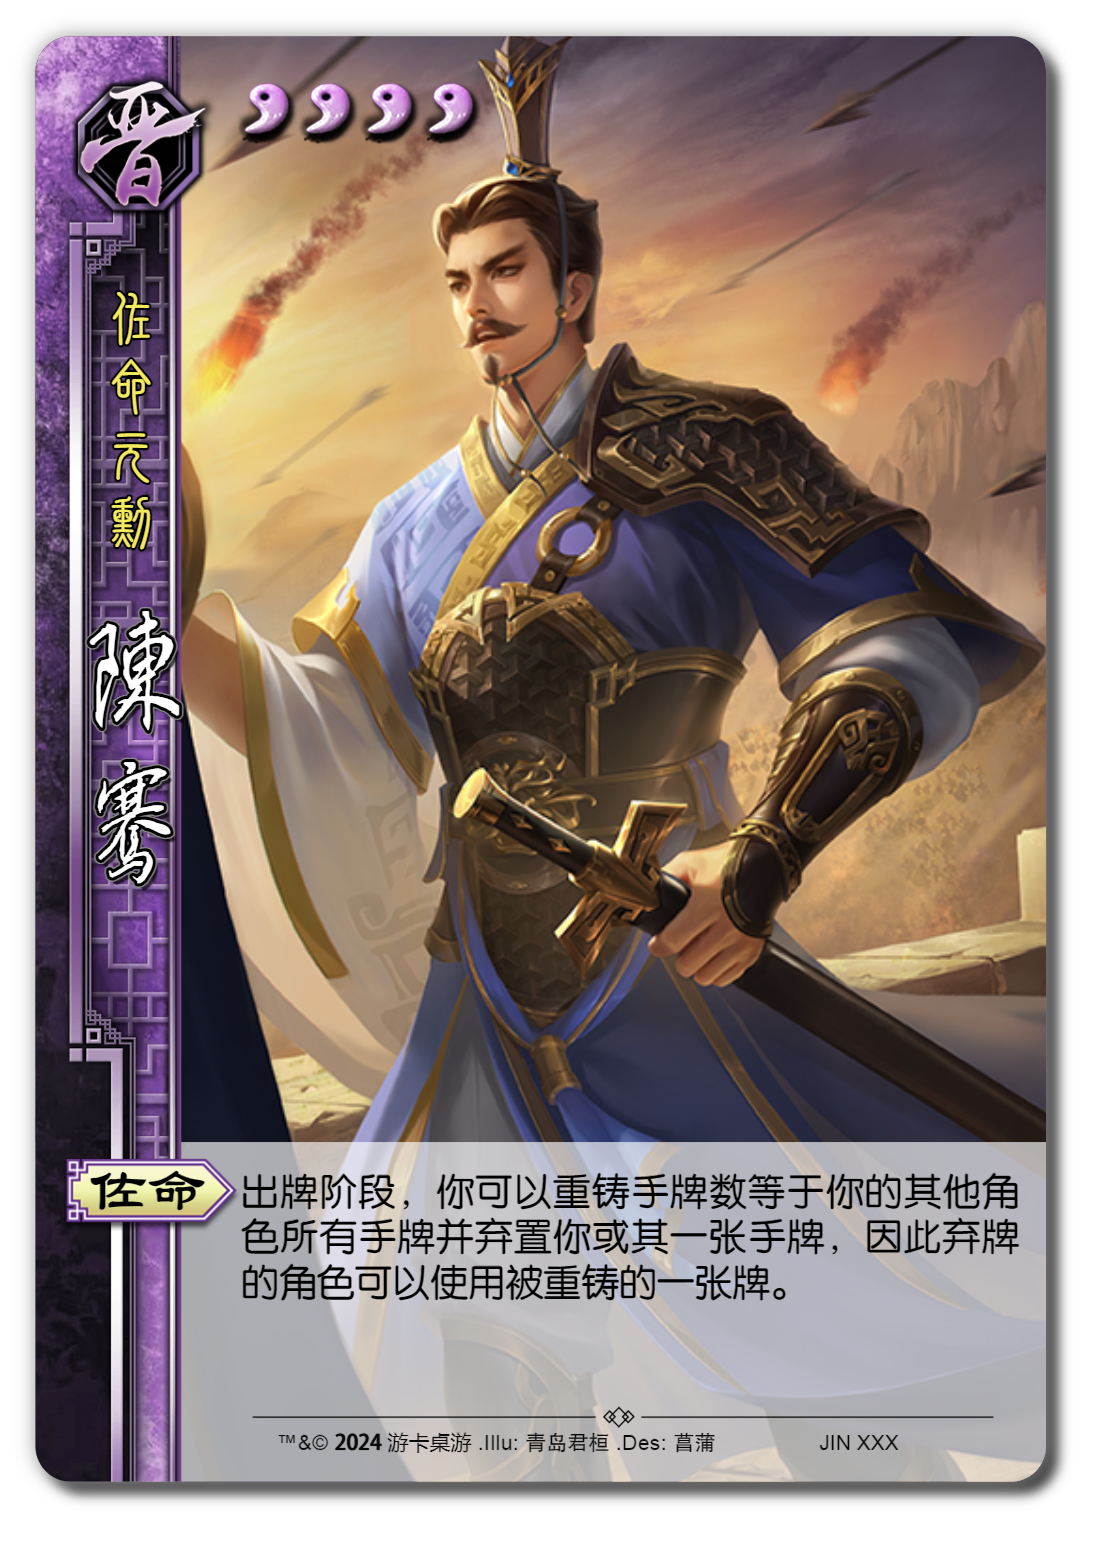 晋
佐命元勳
陳騫
佐命
出牌阶段，你可以重铸手牌数等于你的其他角
色所有手牌并弃置你或其一张手牌，因此弃牌
的角色可以使用被重铸的一张牌。
™&© 2024 游卡桌游 .Illu: 青岛君桓 .Des: 菖蒲 JIN XXX